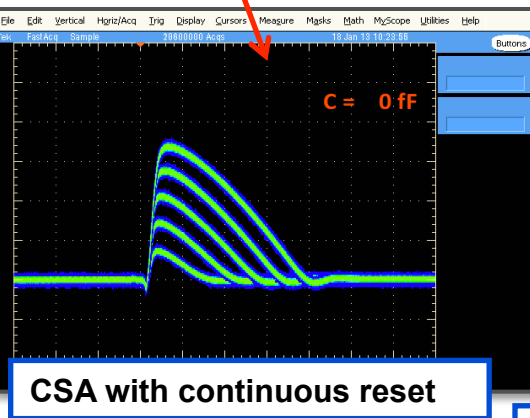 File Edit Vertical Horiz/Acq Trig Display Cursors Measure Masks Math MyScope Utilities Help
Tek FastAcq Sample 29800000 Acqs 18 Jan 13 10:23:56
Buttons
C = 0 fF
CSA with continuous reset